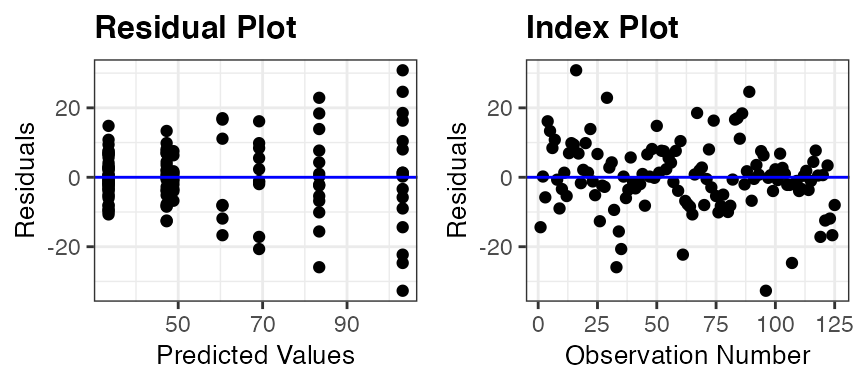 Residual Plot
Residuals
20
0
-20
50 70 90
Predicted Values
Index Plot
Residuals
20
0
-20
0 25 50 75 100 125
Observation Number